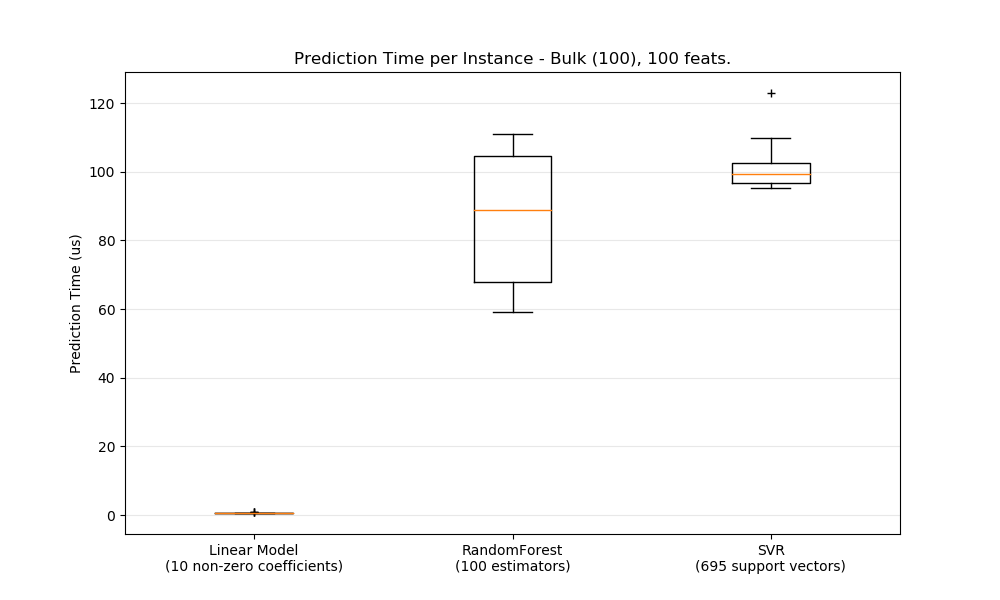 Prediction Time per Instance - Bulk (100), 100 feats.
Prediction Time (us)
120
100
80
60
40
20
0
Linear Model
(10 non-zero coefficients)
RandomForest
(100 estimators)
SVR
(695 support vectors)